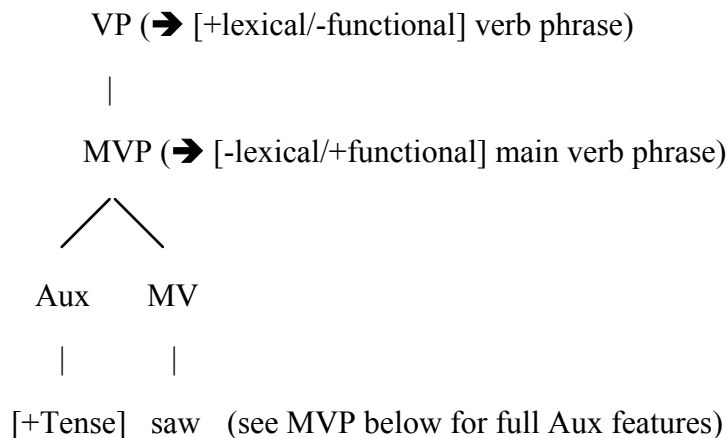 VP (➔ [+lexical/-functional] verb phrase)
|
MVP (➔ [-lexical/+functional] main verb phrase)
Aux MV
| |
[+Tense] saw (see MVP below for full Aux features)